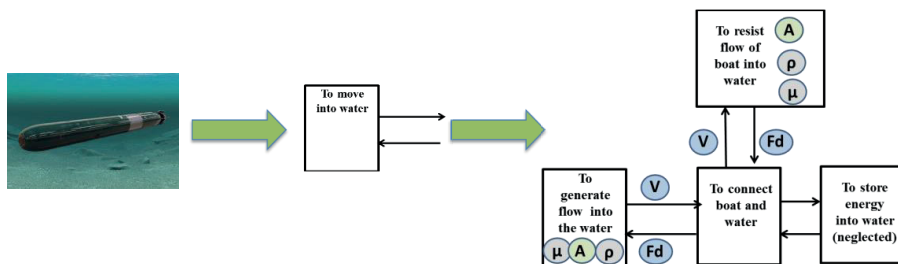 To move
into water
To resist
flow of
boat into
water
A
ρ
μ
V
Fd
To
generate
flow into
the water
μ A ρ
V
Fd
To connect
boat and
water
To store
energy
into water
(neglected)